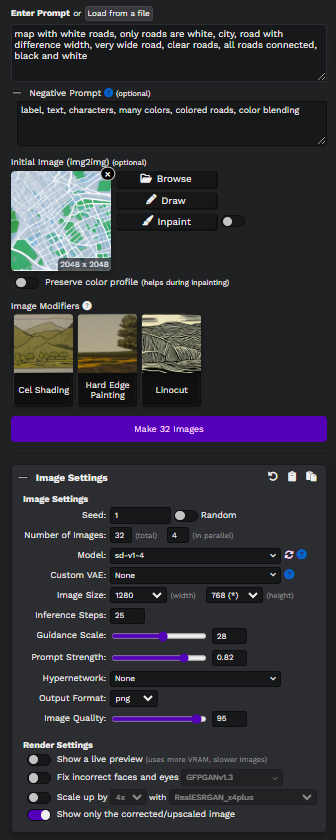 Enter Prompt or Load from a file
map with white roads, only roads are white, city, road with
difference width, very wide road, clear roads, all roads connected,
black and white
Negative Prompt ? (optional)
label, text, characters, many colors, colored roads, color blending
Initial Image (img2img) (optional)
2048 x 2048
Browse
Draw
Inpaint
Preserve color profile (helps during inpainting)
Image Modifiers ?
Cel Shading
Hard Edge
Painting
Linocut
Make 32 Images
Image Settings
Image Settings
Seed: 1 Random
Number of Images: 32 (total) 4 (in parallel)
Model: sd-v1-4 ?
Custom VAE: None ?
Image Size: 1280 (width) 768 (*) (height)
Inference Steps: 25
Guidance Scale: 28
Prompt Strength: 0.82
Hypernetwork: None
Output Format: png
Image Quality: 95
Render Settings
Show a live preview (uses more VRAM, slower images)
Fix incorrect faces and eyes GFPGANv1.3
Scale up by 4x with RealESRGAN_x4plus
Show only the corrected/upscaled image